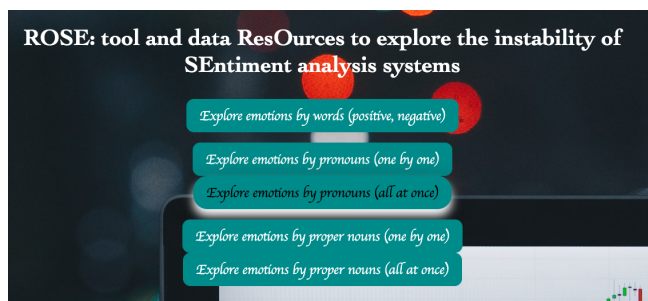 ROSE: tool and data ResOurces to explore the instability of
SEntiment analysis systems
Explore emotions by words (positive, negative)
Explore emotions by pronouns (one by one)
Explore emotions by pronouns (all at once)
Explore emotions by proper nouns (one by one)
Explore emotions by proper nouns (all at once)